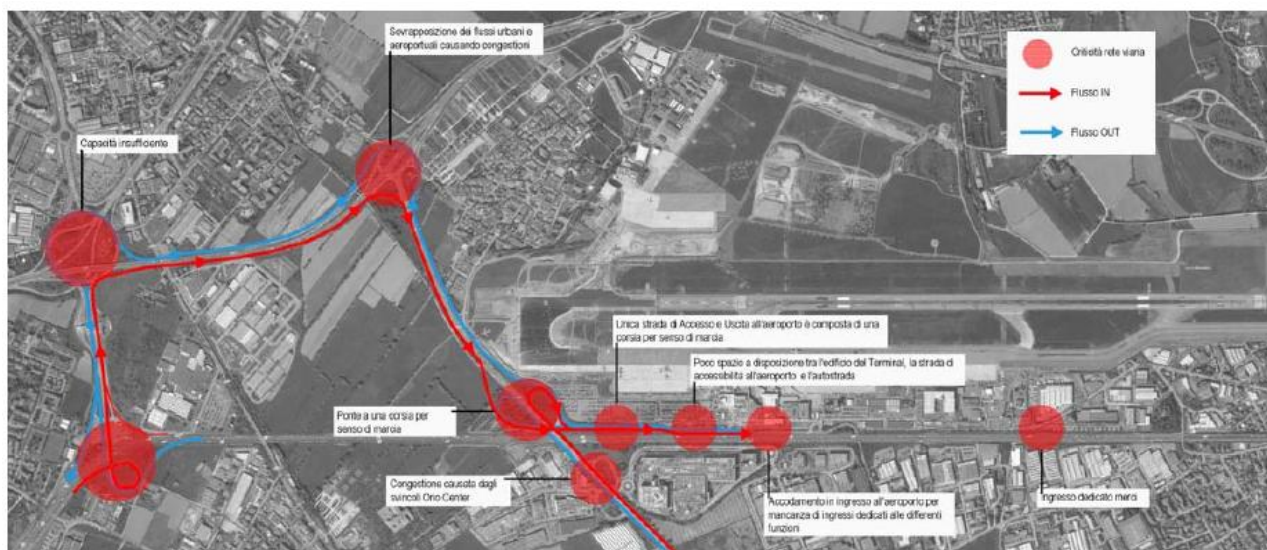 Sovrapposizione dei flussi urbani e
aeroportuali causando congestioni
Criticità rete viaria
Flusso IN
Flusso OUT
Capacità insufficiente
Unica strada di Accesso e Uscita all'aeroporto è composta di una
corsia per senso di marcia
Poco spazio a disposizione tra l'edificio del Terminal, la strada di
accessibilità all'aeroporto e l'autostrada
Ponte a una corsia per
senso di marcia
Congestione causata dagli
svincoli Orio-Center
Accodamento in ingresso all'aeroporto per
mancanza di ingressi dedicati alle differenti
funzioni
Ingresso dedicato merci